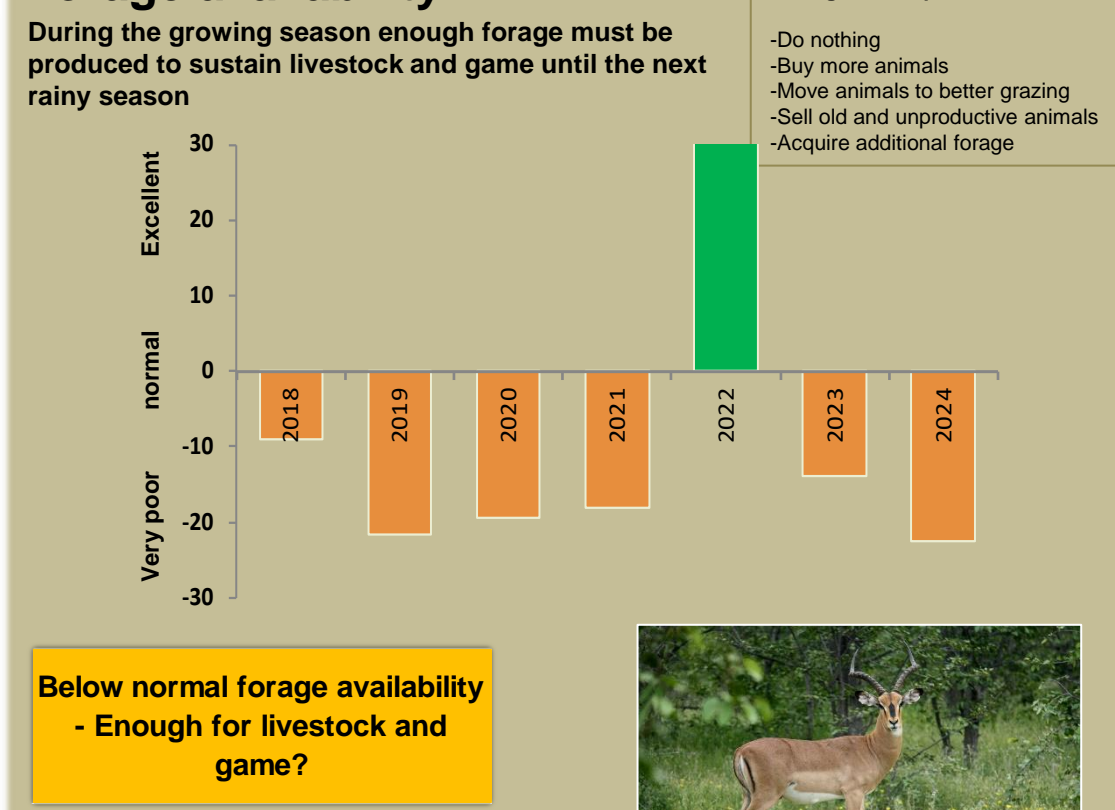 During the growing season enough forage must be
produced to sustain livestock and game until the next
rainy season
-Do nothing
-Buy more animals
-Move animals to better grazing
-Sell old and unproductive animals
-Acquire additional forage
Excellent
normal
Very poor
30
20
10
0
-10
-20
-30
2018
2019
2020
2021
2022
2023
2024
Below normal forage availability
- Enough for livestock and
game?